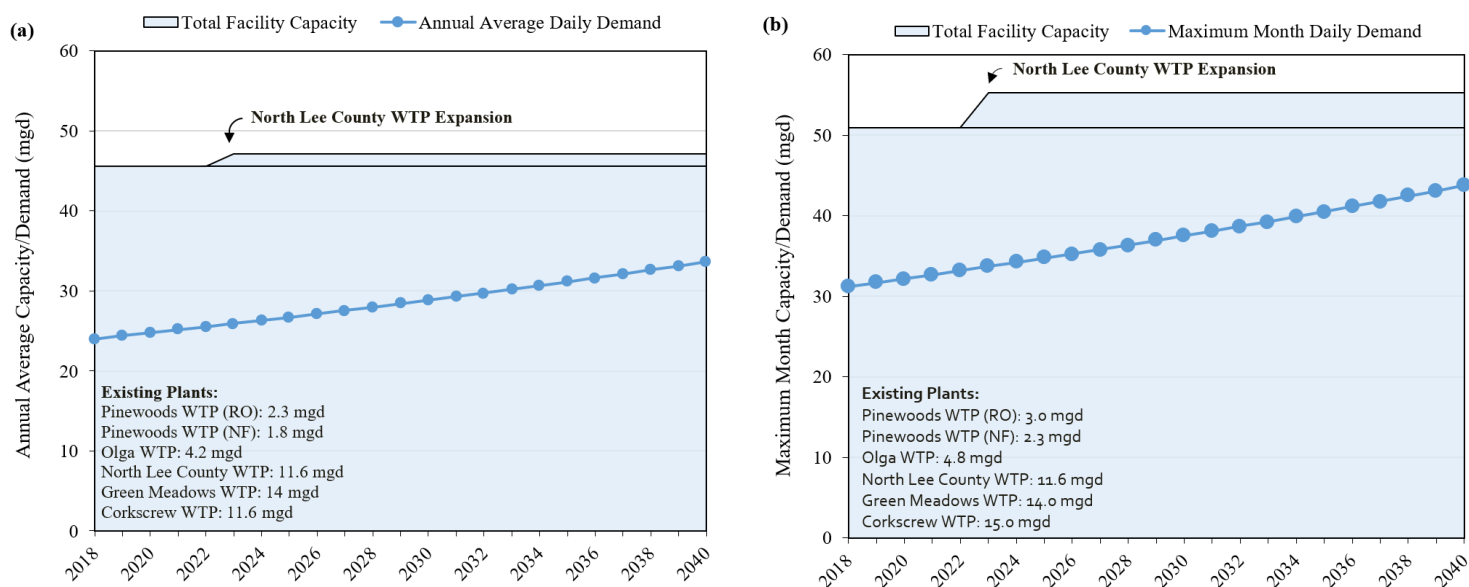 (a)
Total Facility Capacity Annual Average Daily Demand
Annual Average Capacity/Demand (mgd)
60
50
40
30
20
10
0
North Lee County WTP Expansion
Existing Plants:
Pinewoods WTP (RO): 2.3 mgd
Pinewoods WTP (NF): 1.8 mgd
Olga WTP: 4.2 mgd
North Lee County WTP: 11.6 mgd
Green Meadows WTP: 14 mgd
Corkscrew WTP: 11.6 mgd
2018 2020 2022 2024 2026 2028 2030 2032 2034 2036 2038 2040
(b)
Total Facility Capacity Maximum Month Daily Demand
Maximum Month Capacity/Demand (mgd)
60
50
40
30
20
10
0
North Lee County WTP Expansion
Existing Plants:
Pinewoods WTP (RO): 3.0 mgd
Pinewoods WTP (NF): 2.3 mgd
Olga WTP: 4.8 mgd
North Lee County WTP: 11.6 mgd
Green Meadows WTP: 14.0 mgd
Corkscrew WTP: 15.0 mgd
2018 2020 2022 2024 2026 2028 2030 2032 2034 2036 2038 2040